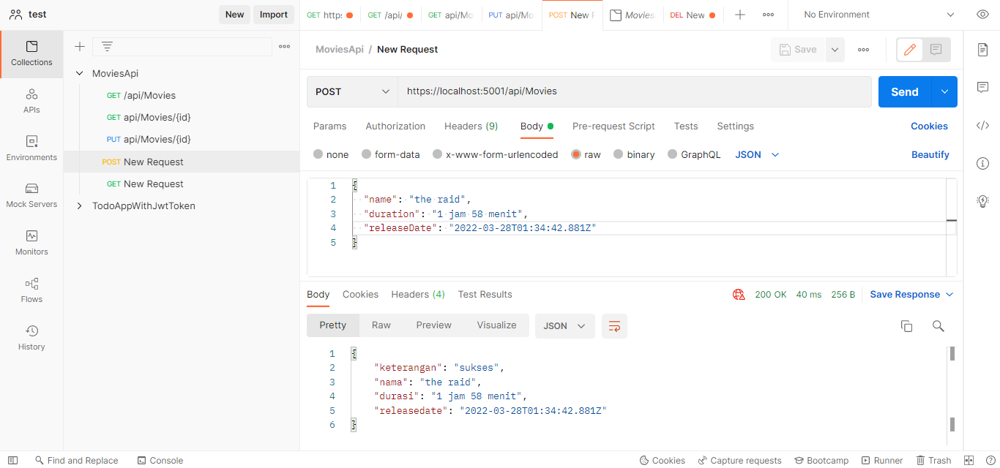 test
New
Import
GET https
GET /api/
GET api/Mo
PUT api/Mo
POST New R
Movies
DEL New
No Environment
Collections
APIs
Environments
Mock Servers
Monitors
Flows
History
MoviesApi
GET /api/Movies
GET api/Movies/{id}
PUT api/Movies/{id}
POST New Request
GET New Request
TodoAppWithJwtToken
MoviesApi / New Request
Save
POST
https://localhost:5001/api/Movies
Send
Params
Authorization
Headers (9)
Body
Pre-request Script
Tests
Settings
Cookies
none
form-data
x-www-form-urlencoded
raw
binary
GraphQL
JSON
Beautify
1 {
2 "name": "the raid",
3 "duration": "1 jam 58 menit",
4 "releaseDate": "2022-03-28T01:34:42.881Z"
5 }
Body
Cookies
Headers (4)
Test Results
200 OK
40 ms
256 B
Save Response
Pretty
Raw
Preview
Visualize
JSON
1 {
2 "keterangan": "sukses",
3 "nama": "the raid",
4 "durasi": "1 jam 58 menit",
5 "releasedate": "2022-03-28T01:34:42.881Z"
6 }
Find and Replace
Console
Cookies
Capture requests
Bootcamp
Runner
Trash